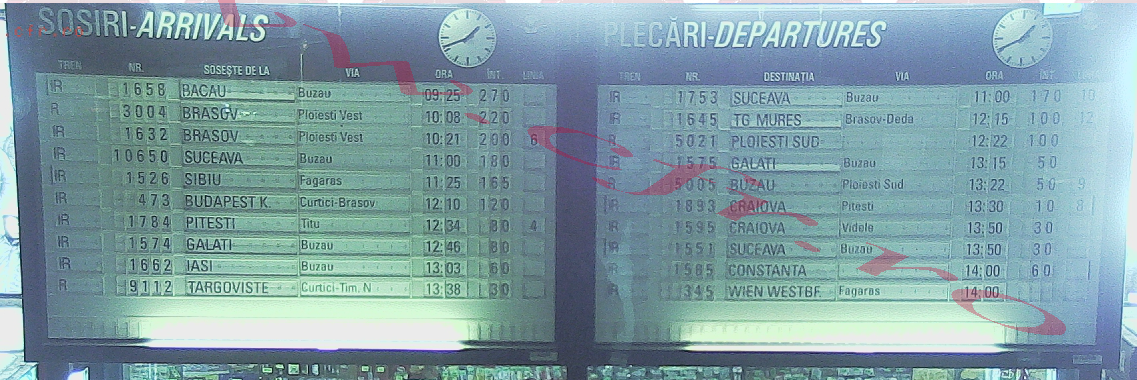 SOSIRI-ARRIVALS
TREN NR. SOSEȘTE DE LA VIA ORA ÎNT. LINIA
IR 1658 BACAU Buzau 09:25 270
R 3004 BRASOV Ploiesti Vest 10:08 220
IR 1632 BRASOV Ploiesti Vest 10:21 200 6
IR 10650 SUCEAVA Buzau 11:00 180
IR 1526 SIBIU Fagaras 11:25 165
IR 473 BUDAPEST K. Curtici-Brasov 12:10 120
IR 1784 PITESTI Titu 12:34 80 4
IR 1574 GALATI Buzau 12:46 80
IR 1662 IASI Buzau 13:03 60
R 9112 TARGOVISTE Curtici-Tim. N 13:38 30
PLECĂRI-DEPARTURES
TREN NR. DESTINAȚIA VIA ORA ÎNT.
IR 1753 SUCEAVA Buzau 11:00 170 10
IR 1645 TG MURES Brasov-Deda 12:15 100 12
R 5021 PLOIESTI SUD 12:22 100
IR 1575 GALATI Buzau 13:15 50
R 5005 BUZAU Ploiesti Sud 13:22 50 9
IR 1893 CRAIOVA Pitesti 13:30 10 8
IR 1595 CRAIOVA Videle 13:50 30
IR 1551 SUCEAVA Buzau 13:50 30
IR 1585 CONSTANTA 14:00 60
IR 345 WIEN WESTBF. Fagaras 14:00